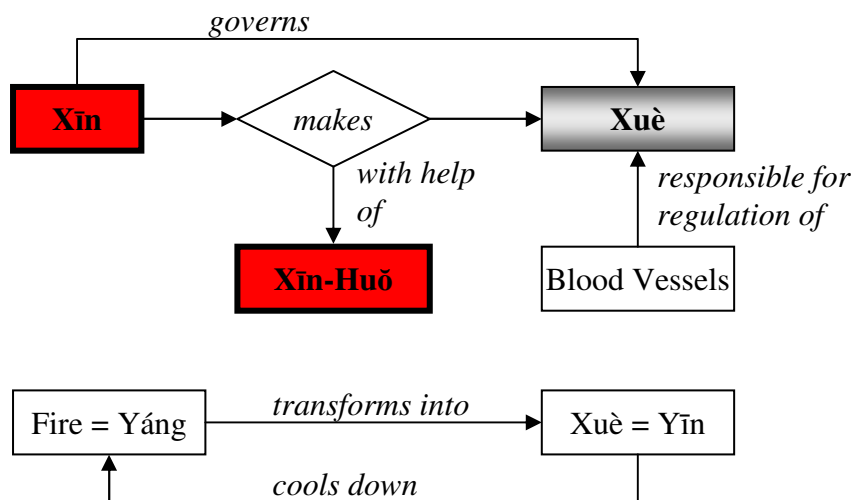 governs
Xīn
makes
Xuè
with help
of
responsible for
regulation of
Xīn-Huǒ
Blood Vessels
Fire = Yáng
transforms into
Xuè = Yīn
cools down